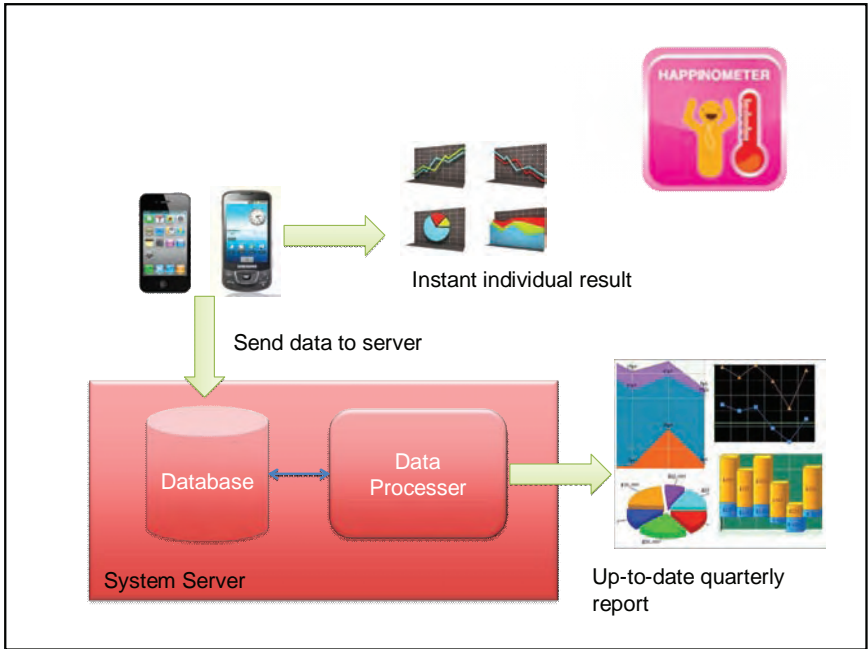 HAPPINOMETER
Instant individual result
Send data to server
Database
Data
Processer
System Server
Up-to-date quarterly
report